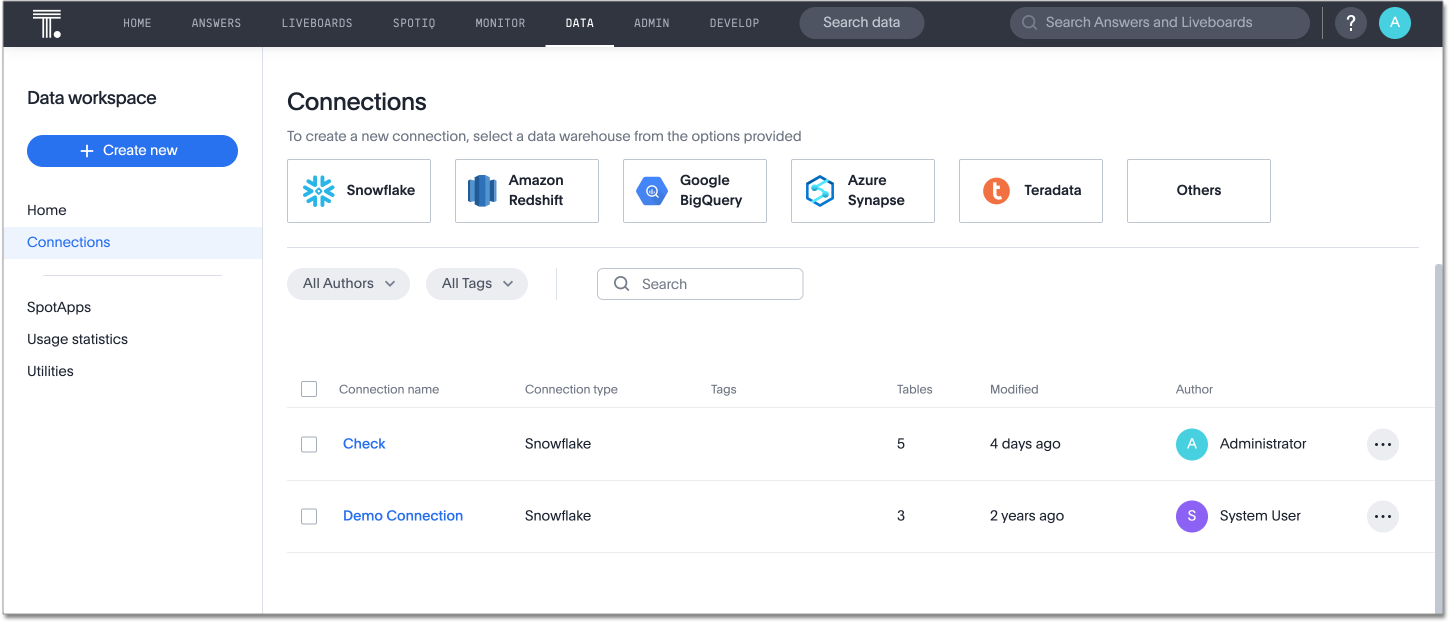 HOME ANSWERS LIVEBOARDS SPOTIQ MONITOR DATA ADMIN DEVELOP Search data Search Answers and Liveboards ? A
Data workspace
+ Create new
Home
Connections
SpotApps
Usage statistics
Utilities
Connections
To create a new connection, select a data warehouse from the options provided
Snowflake
Amazon
Redshift
Google
BigQuery
Azure
Synapse
Teradata
Others
All Authors All Tags Search
Connection name Connection type Tags Tables Modified Author
Check Snowflake 5 4 days ago A Administrator
Demo Connection Snowflake 3 2 years ago S System User